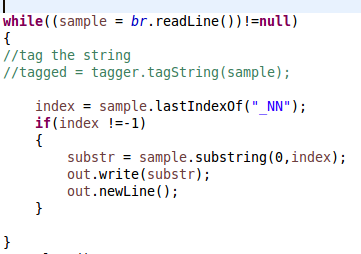 while((sample = br.readLine())!=null)
{
//tag the string
//tagged = tagger.tagString(sample);
index = sample.lastIndexOf("_NN");
if(index !=-1)
{
substr = sample.substring(0,index);
out.write(substr);
out.newLine();
}
}